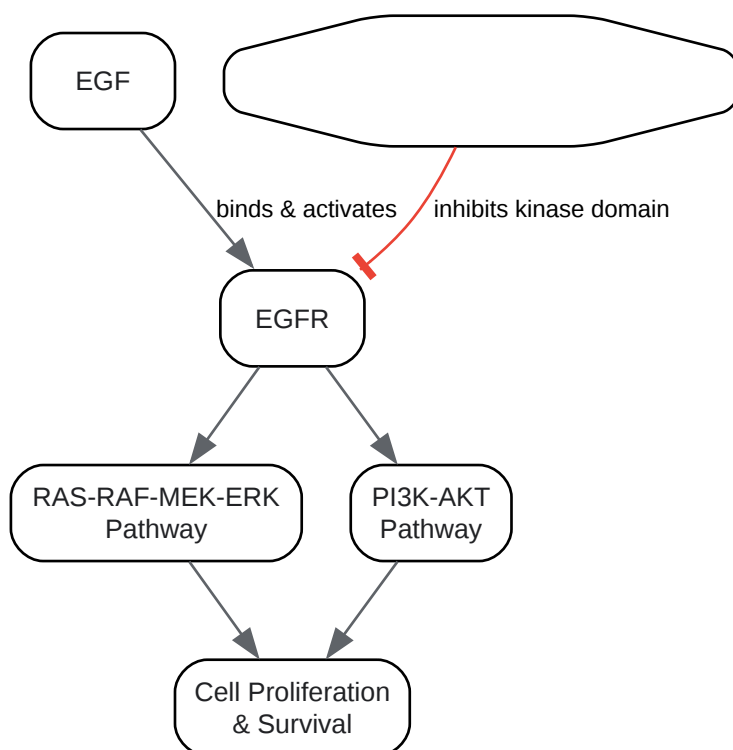 EGF
binds & activates
inhibits kinase domain
EGFR
RAS-RAF-MEK-ERK
Pathway
PI3K-AKT
Pathway
Cell Proliferation
& Survival